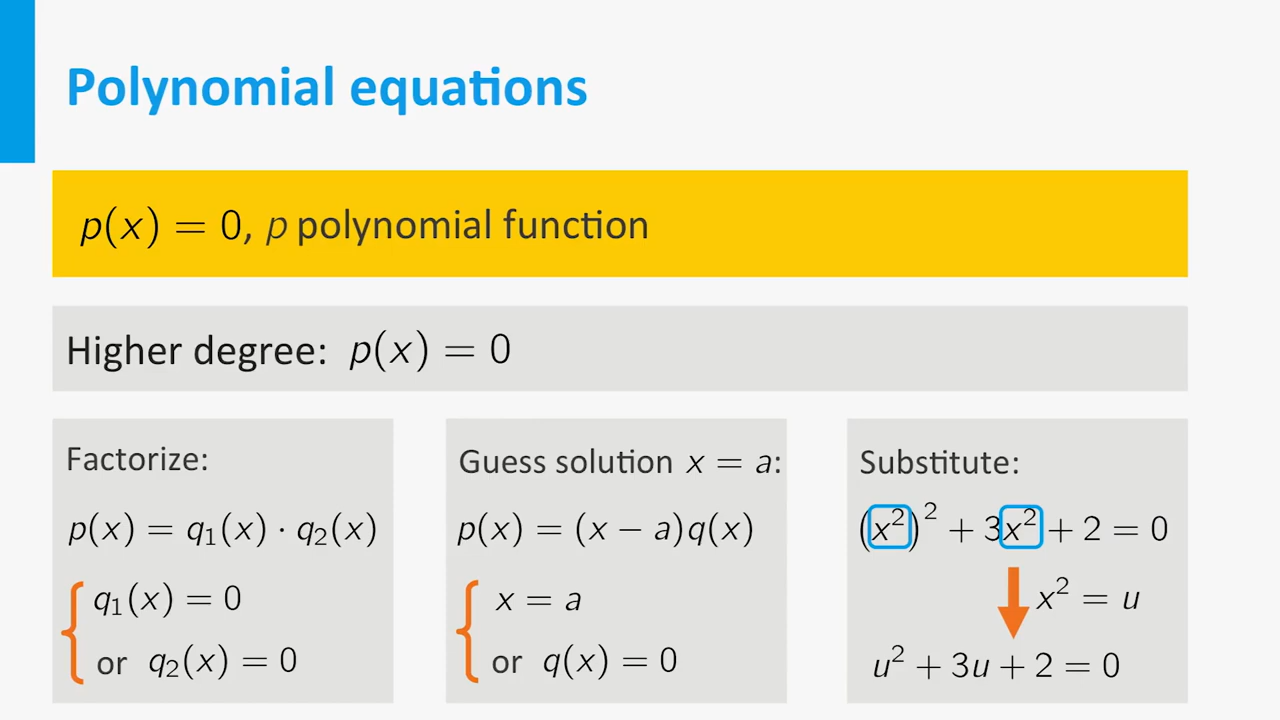 Polynomial equations
p(x) = 0, p polynomial function
Higher degree: p(x) = 0
Factorize:
p(x) = q₁(x) · q₂(x)
q₁(x) = 0
or q₂(x) = 0
Guess solution x = a:
p(x) = (x − a)q(x)
x = a
or q(x) = 0
Substitute:
(x²)² + 3x² + 2 = 0
x² = u
u² + 3u + 2 = 0